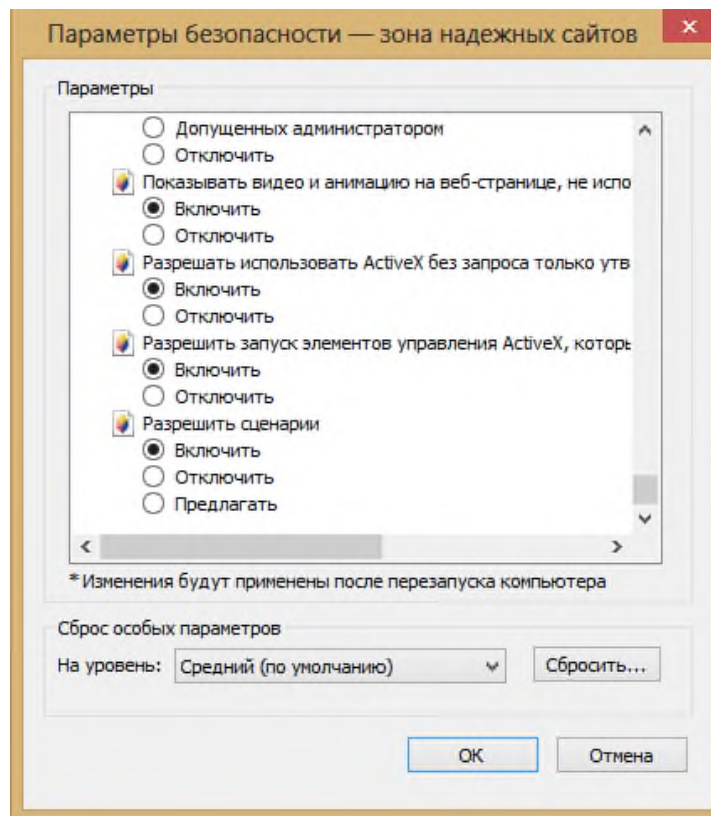 Параметры безопасности — зона надежных сайтов
Параметры
Допущенных администратором
Отключить
Показывать видео и анимацию на веб-странице, не испо
Включить
Отключить
Разрешать использовать ActiveX без запроса только утв
Включить
Отключить
Разрешить запуск элементов управления ActiveX, которь
Включить
Отключить
Разрешить сценарии
Включить
Отключить
Предлагать
*Изменения будут применены после перезапуска компьютера
Сброс особых параметров
На уровень: Средний (по умолчанию) Сбросить...
ОК Отмена